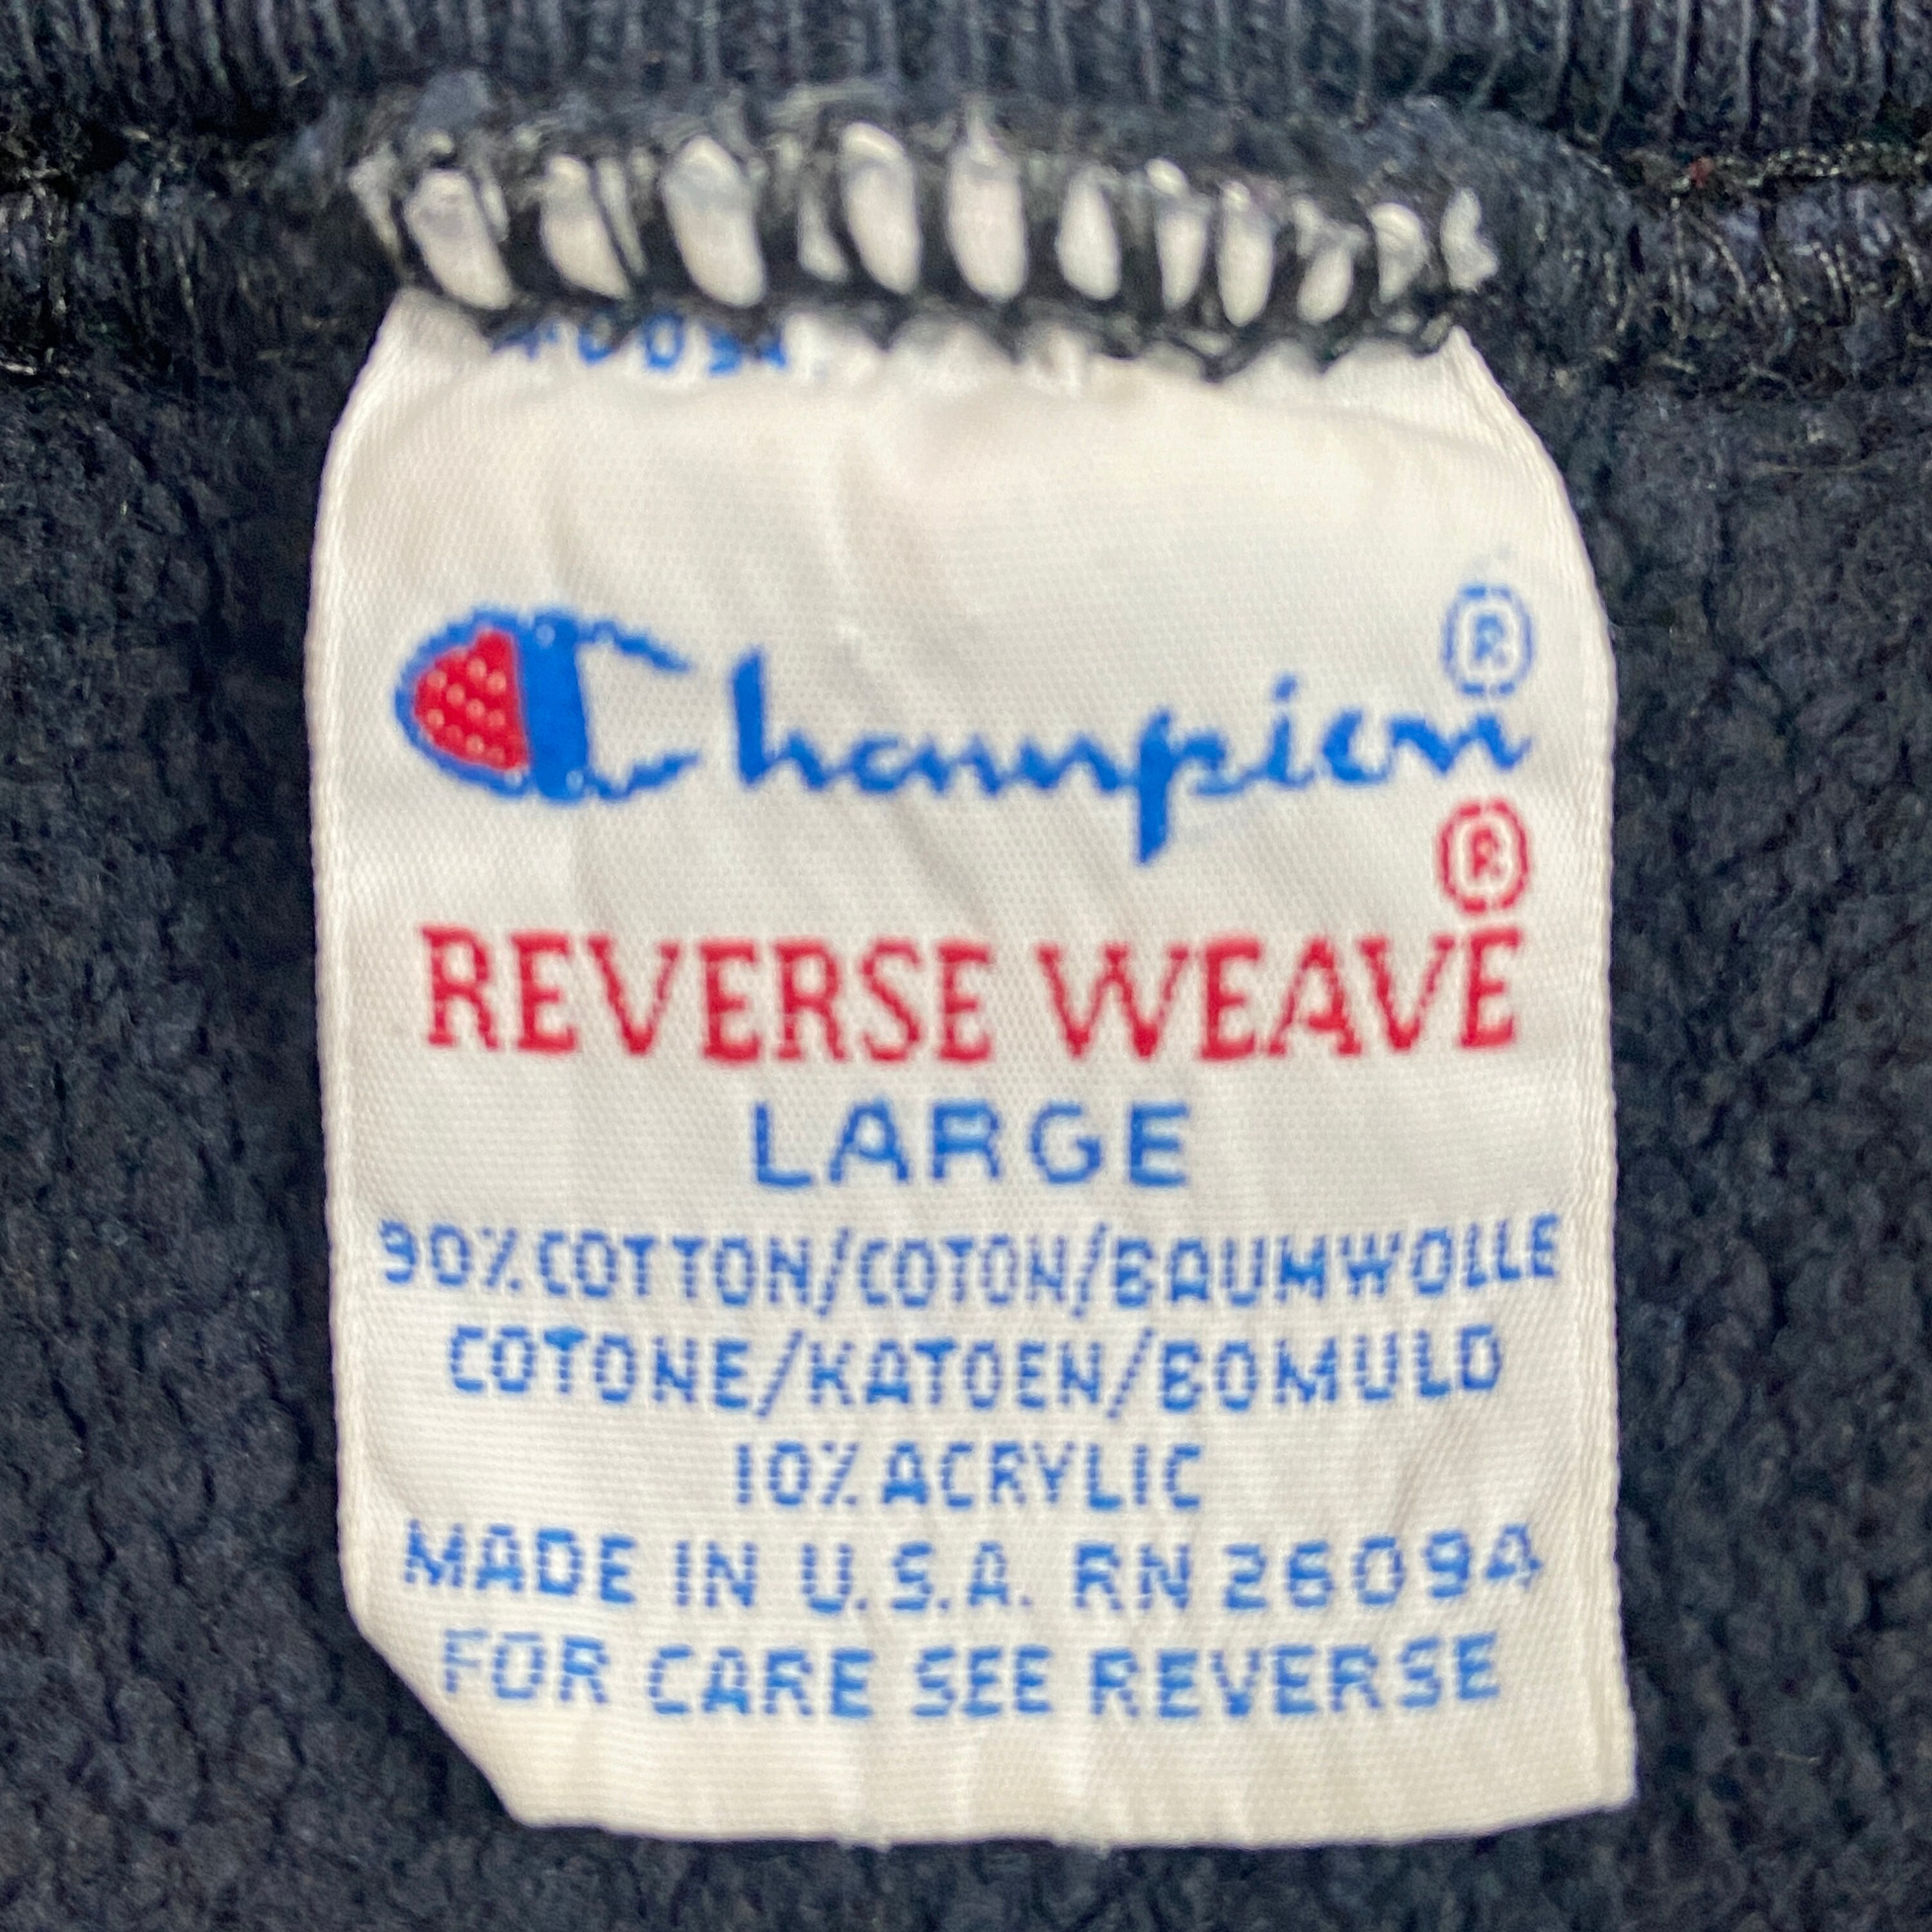 Champion®
REVERSE WEAVE®
LARGE
90% COTTON/COTON/BAUMWOLLE
COTONE/KATOEN/BOMULD
10% ACRYLIC
MADE IN U.S.A. RN 26094
FOR CARE SEE REVERSE